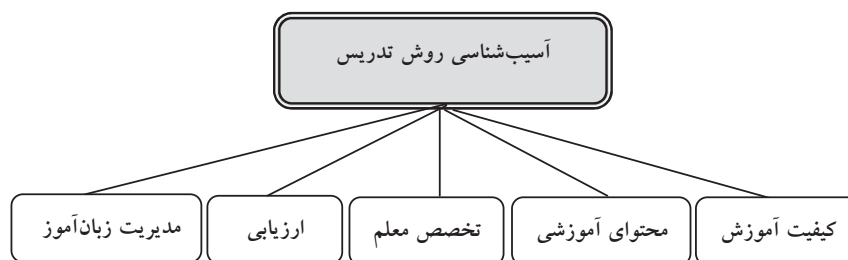 آسیب‌شناسی روش تدریس
کیفیت آموزش
محتوای آموزشی
تخصص معلم
ارزیابی
مدیریت زبان‌آموز